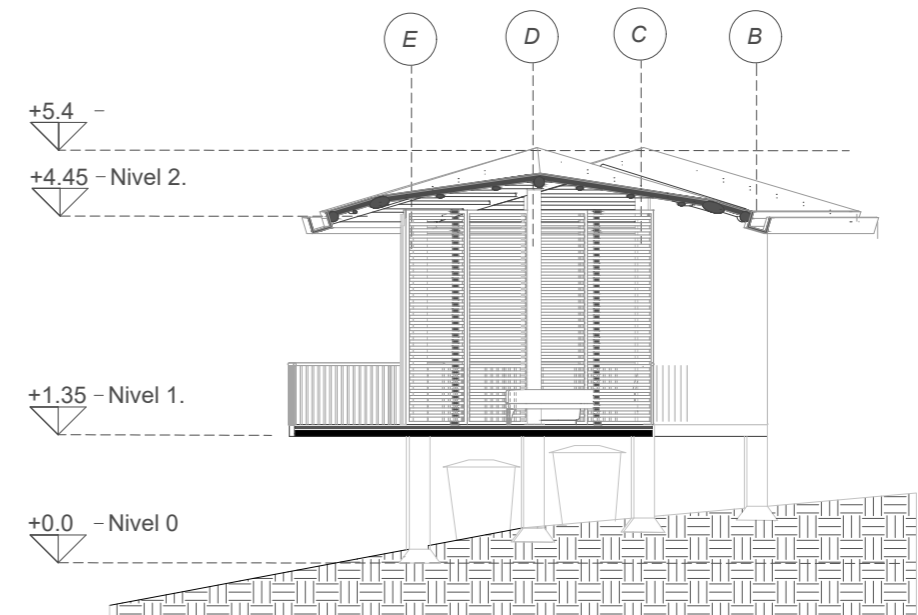 E D C B
+5.4 –
+4.45 – Nivel 2.
+1.35 – Nivel 1.
+0.0 – Nivel 0